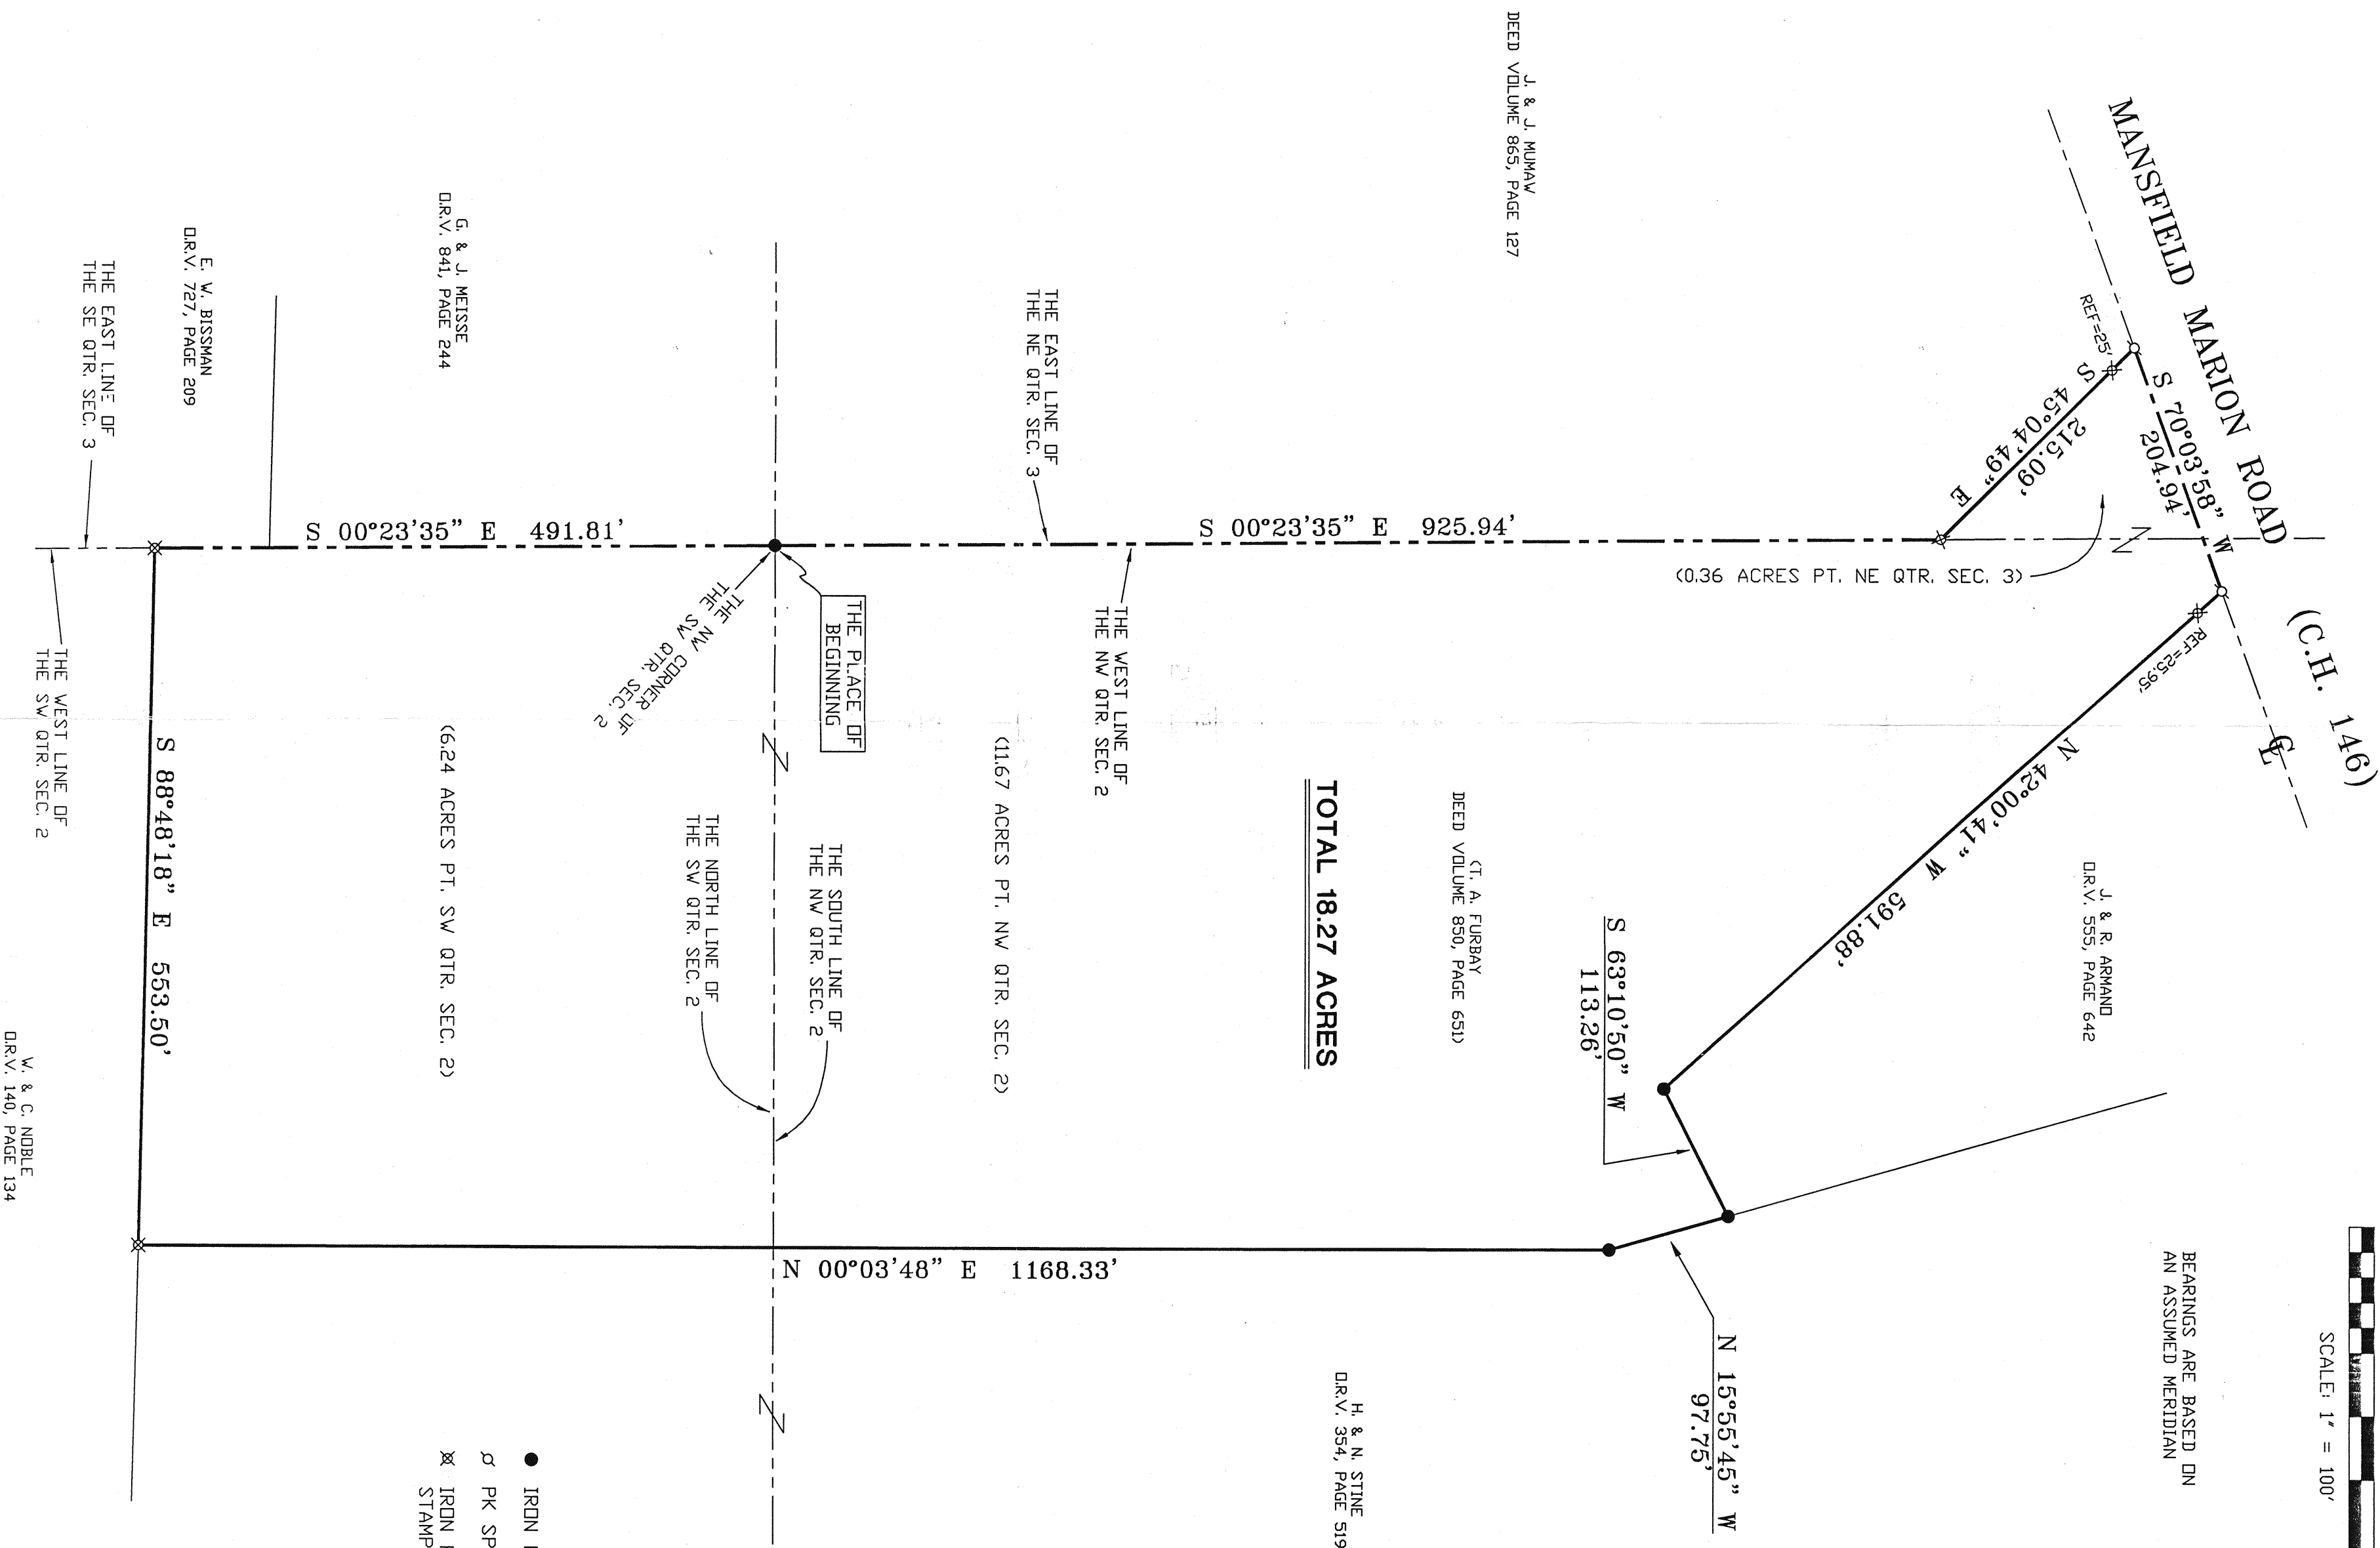 MANSFIELD MARION ROAD
(C.H. 146)
℄
SCALE: 1" = 100'
BEARINGS ARE BASED ON
AN ASSUMED MERIDIAN
REF=25'
S 70°03'58" W
204.94'
S 45°04'49" E
215.09'
REF=25.95'
N 42°00'41" W 591.88'
(0.36 ACRES PT. NE QTR. SEC. 3)
J. & R. ARMAND
O.R.V. 555, PAGE 642
J. & J. MUMAW
DEED VOLUME 865, PAGE 127
S 63°10'50" W
113.26'
N 15°55'45" W
97.75'
(T. A. FURBAY
DEED VOLUME 850, PAGE 651)
TOTAL 18.27 ACRES
H. & N. STINE
O.R.V. 354, PAGE 519
S 00°23'35" E 925.94'
THE WEST LINE OF
THE NW QTR. SEC. 2
THE EAST LINE OF
THE NE QTR. SEC. 3
(11.67 ACRES PT. NW QTR. SEC. 2)
THE PLACE OF
BEGINNING
THE SOUTH LINE OF
THE NW QTR. SEC. 2
THE NORTH LINE OF
THE SW QTR. SEC. 2
THE NW CORNER OF
THE SW QTR. SEC. 2
N 00°03'48" E 1168.33'
S 00°23'35" E 491.81'
G. & J. MEISSE
O.R.V. 841, PAGE 244
(6.24 ACRES PT. SW QTR. SEC. 2)
E. W. BISSMAN
O.R.V. 727, PAGE 209
S 88°48'18" E 553.50'
THE EAST LINE OF
THE SE QTR. SEC. 3
THE WEST LINE OF
THE SW QTR. SEC. 2
W. & C. NOBLE
O.R.V. 140, PAGE 134
IRON
PK SP
IRON
STAMP